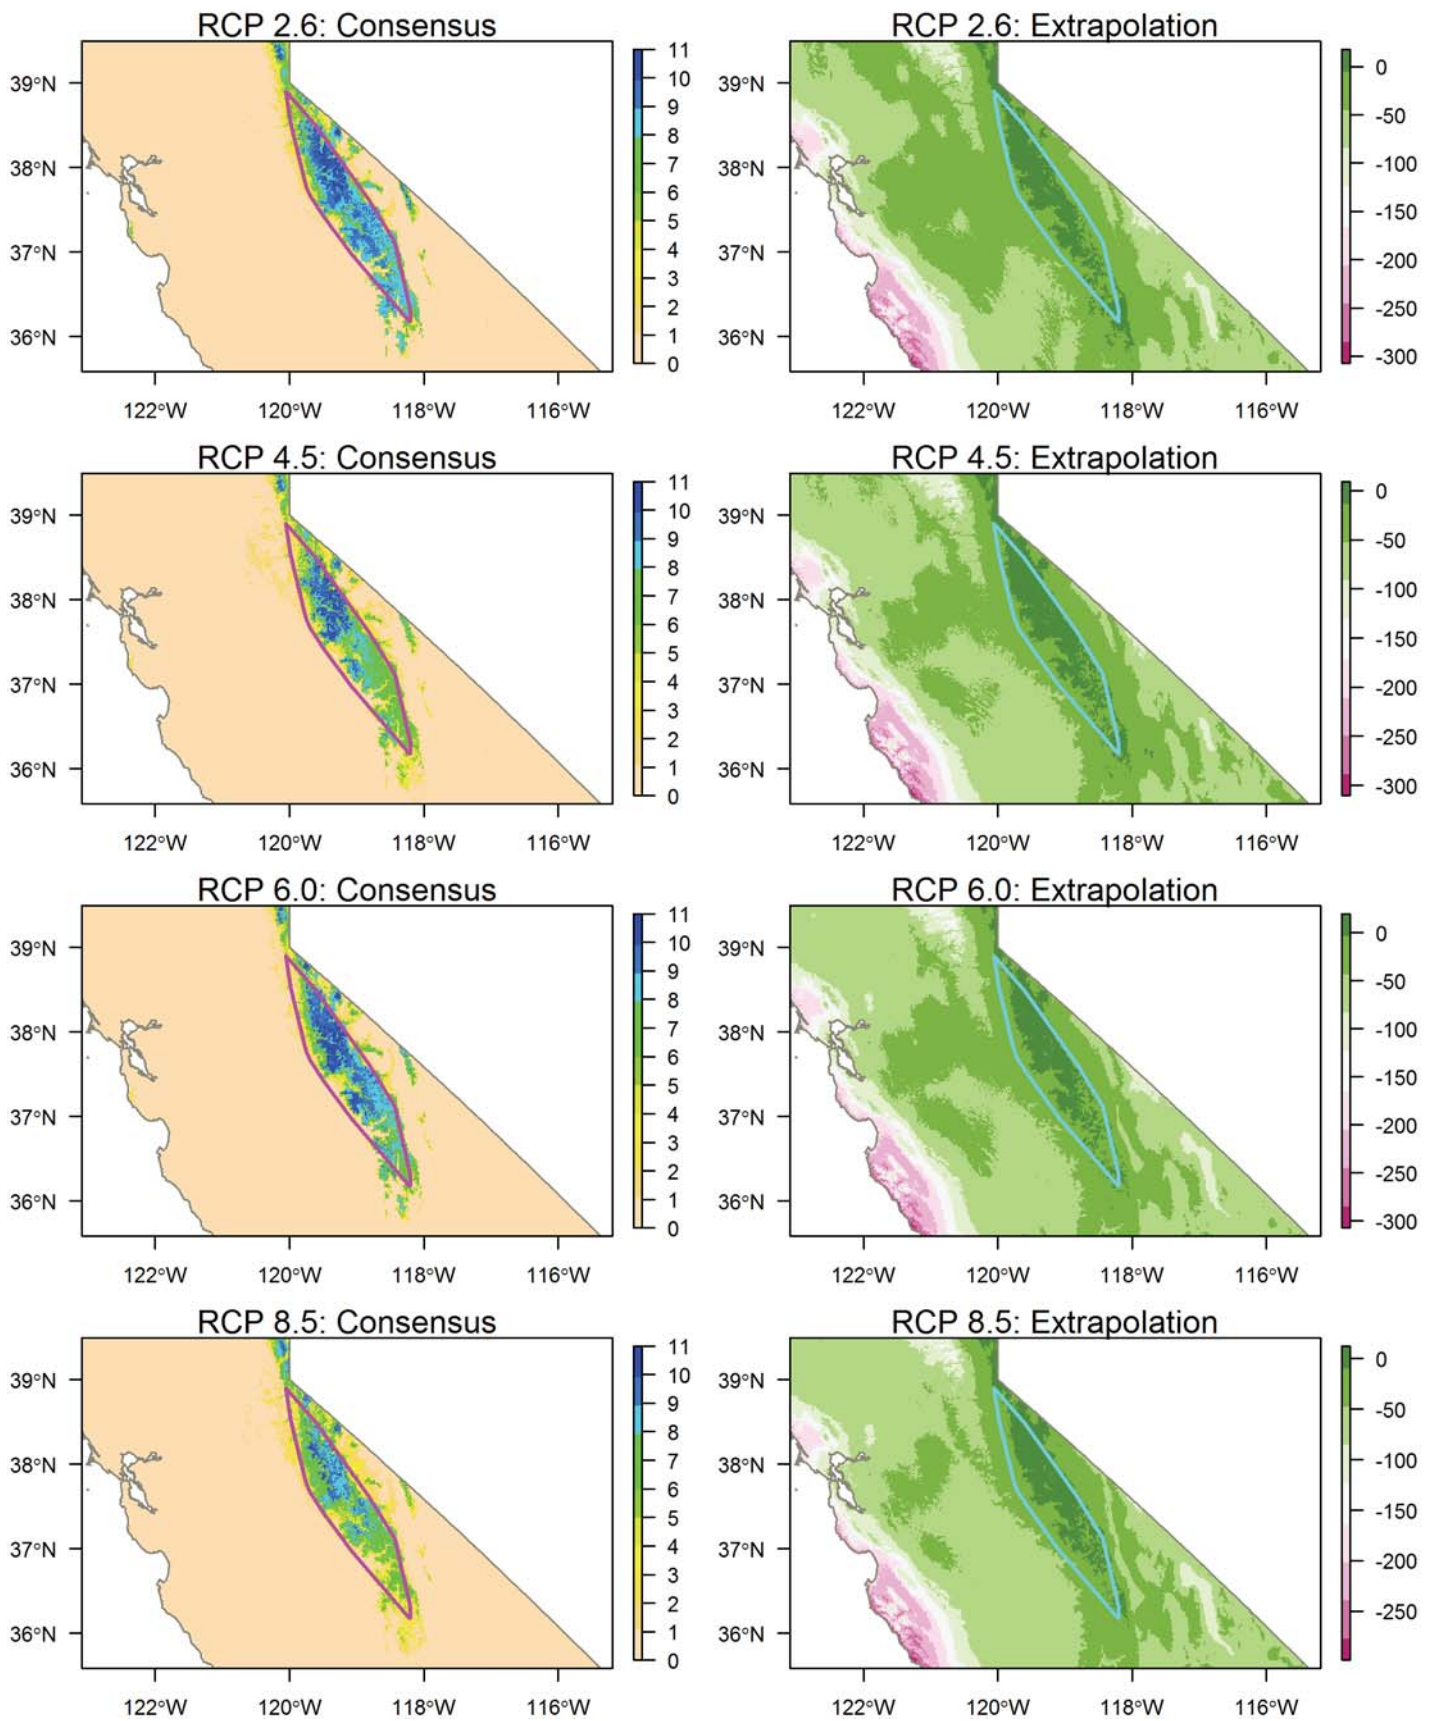 RCP 2.6: Consensus
39°N
38°N
37°N
36°N
122°W 120°W 118°W 116°W
11
10
9
8
7
6
5
4
3
2
1
0
RCP 2.6: Extrapolation
39°N
38°N
37°N
36°N
122°W 120°W 118°W 116°W
0
-50
-100
-150
-200
-250
-300
RCP 4.5: Consensus
39°N
38°N
37°N
36°N
122°W 120°W 118°W 116°W
11
10
9
8
7
6
5
4
3
2
1
0
RCP 4.5: Extrapolation
39°N
38°N
37°N
36°N
122°W 120°W 118°W 116°W
0
-50
-100
-150
-200
-250
-300
RCP 6.0: Consensus
39°N
38°N
37°N
36°N
122°W 120°W 118°W 116°W
11
10
9
8
7
6
5
4
3
2
1
0
RCP 6.0: Extrapolation
39°N
38°N
37°N
36°N
122°W 120°W 118°W 116°W
0
-50
-100
-150
-200
-250
-300
RCP 8.5: Consensus
39°N
38°N
37°N
36°N
122°W 120°W 118°W 116°W
11
10
9
8
7
6
5
4
3
2
1
0
RCP 8.5: Extrapolation
39°N
38°N
37°N
36°N
122°W 120°W 118°W 116°W
0
-50
-100
-150
-200
-250